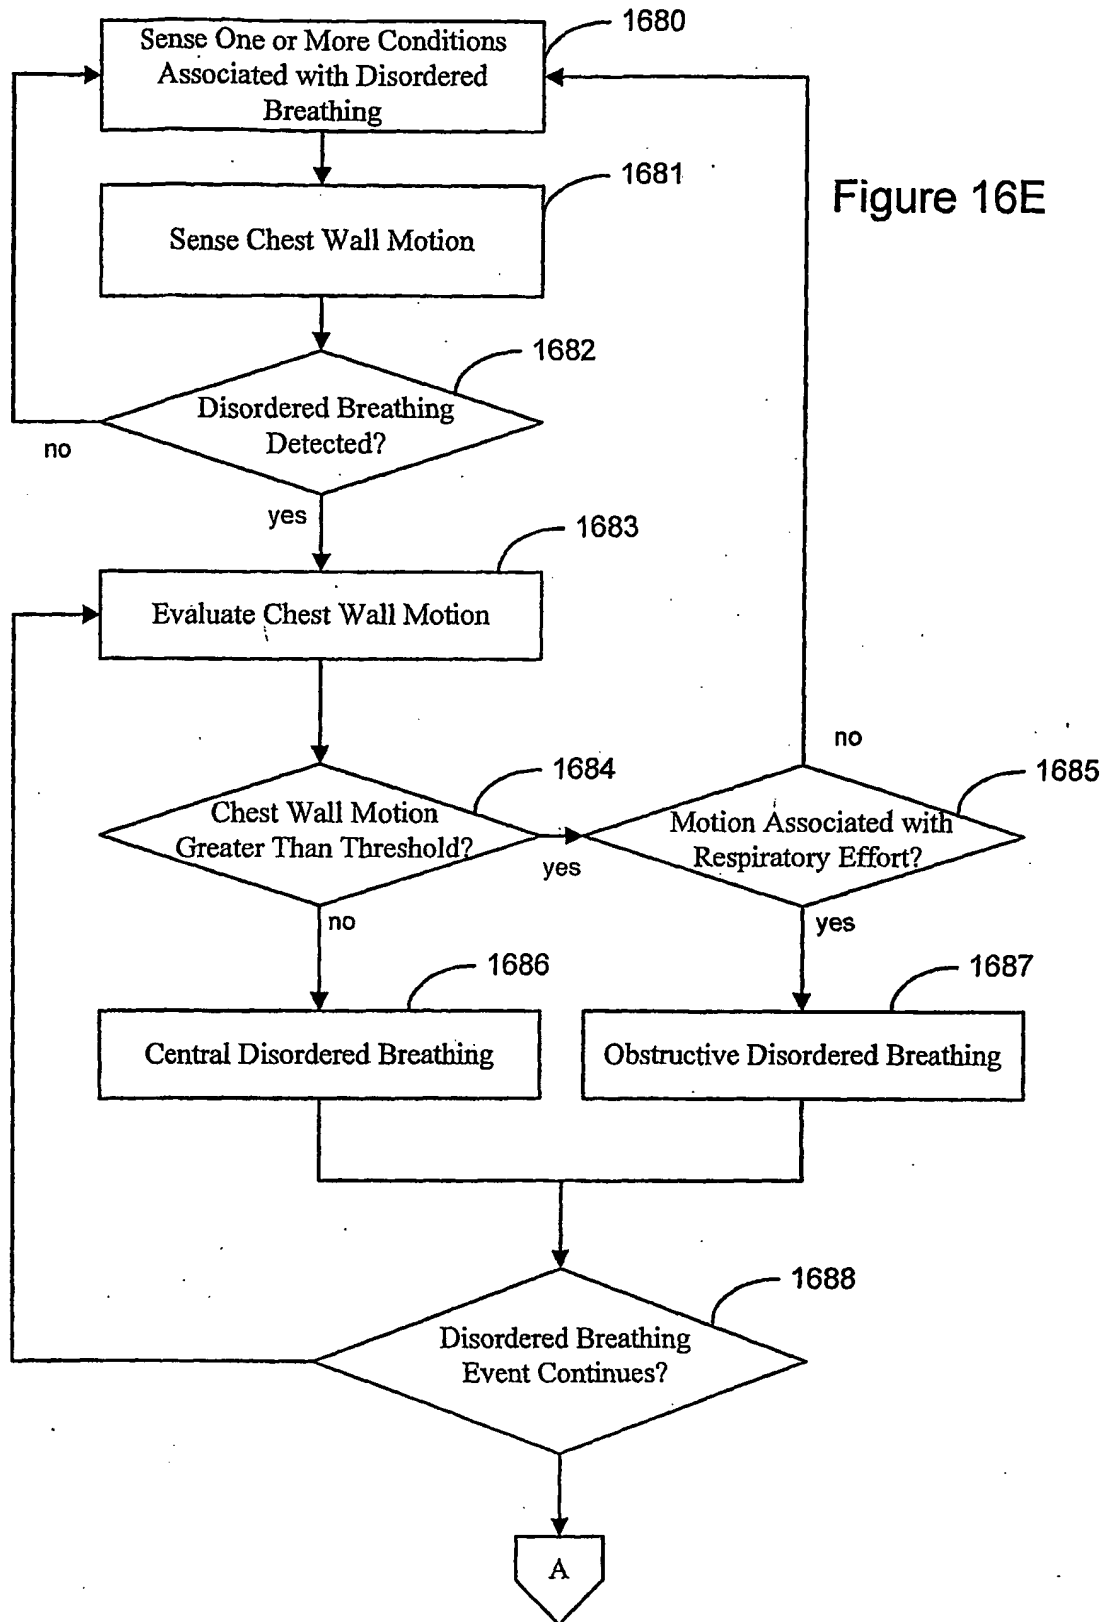 1680
Sense One or More Conditions
Associated with Disordered
Breathing
1681
Figure 16E
Sense Chest Wall Motion
1682
Disordered Breathing
Detected?
no
yes
1683
Evaluate Chest Wall Motion
no
1684
1685
Chest Wall Motion
Greater Than Threshold?
yes
Motion Associated with
Respiratory Effort?
no
yes
1686
1687
Central Disordered Breathing
Obstructive Disordered Breathing
1688
Disordered Breathing
Event Continues?
A